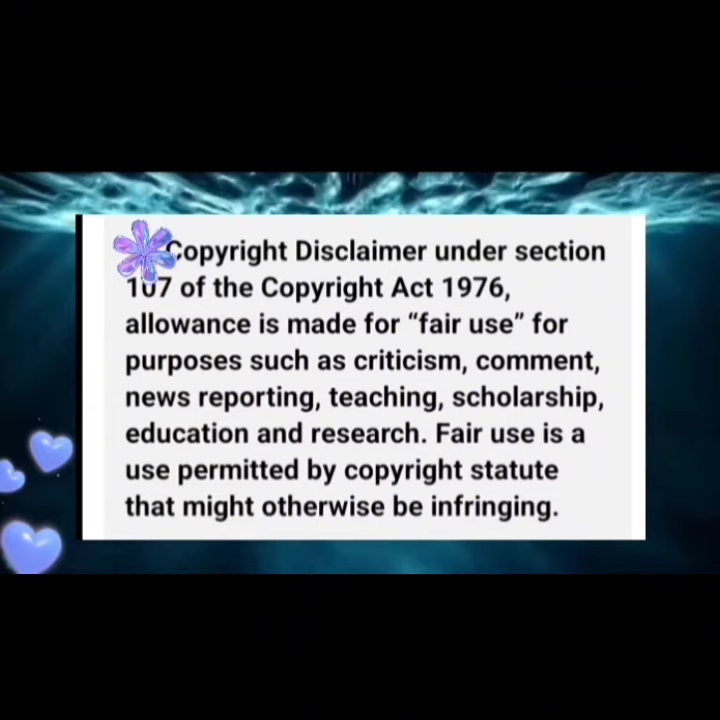 Copyright Disclaimer under section
107 of the Copyright Act 1976,
allowance is made for “fair use” for
purposes such as criticism, comment,
news reporting, teaching, scholarship,
education and research. Fair use is a
use permitted by copyright statute
that might otherwise be infringing.